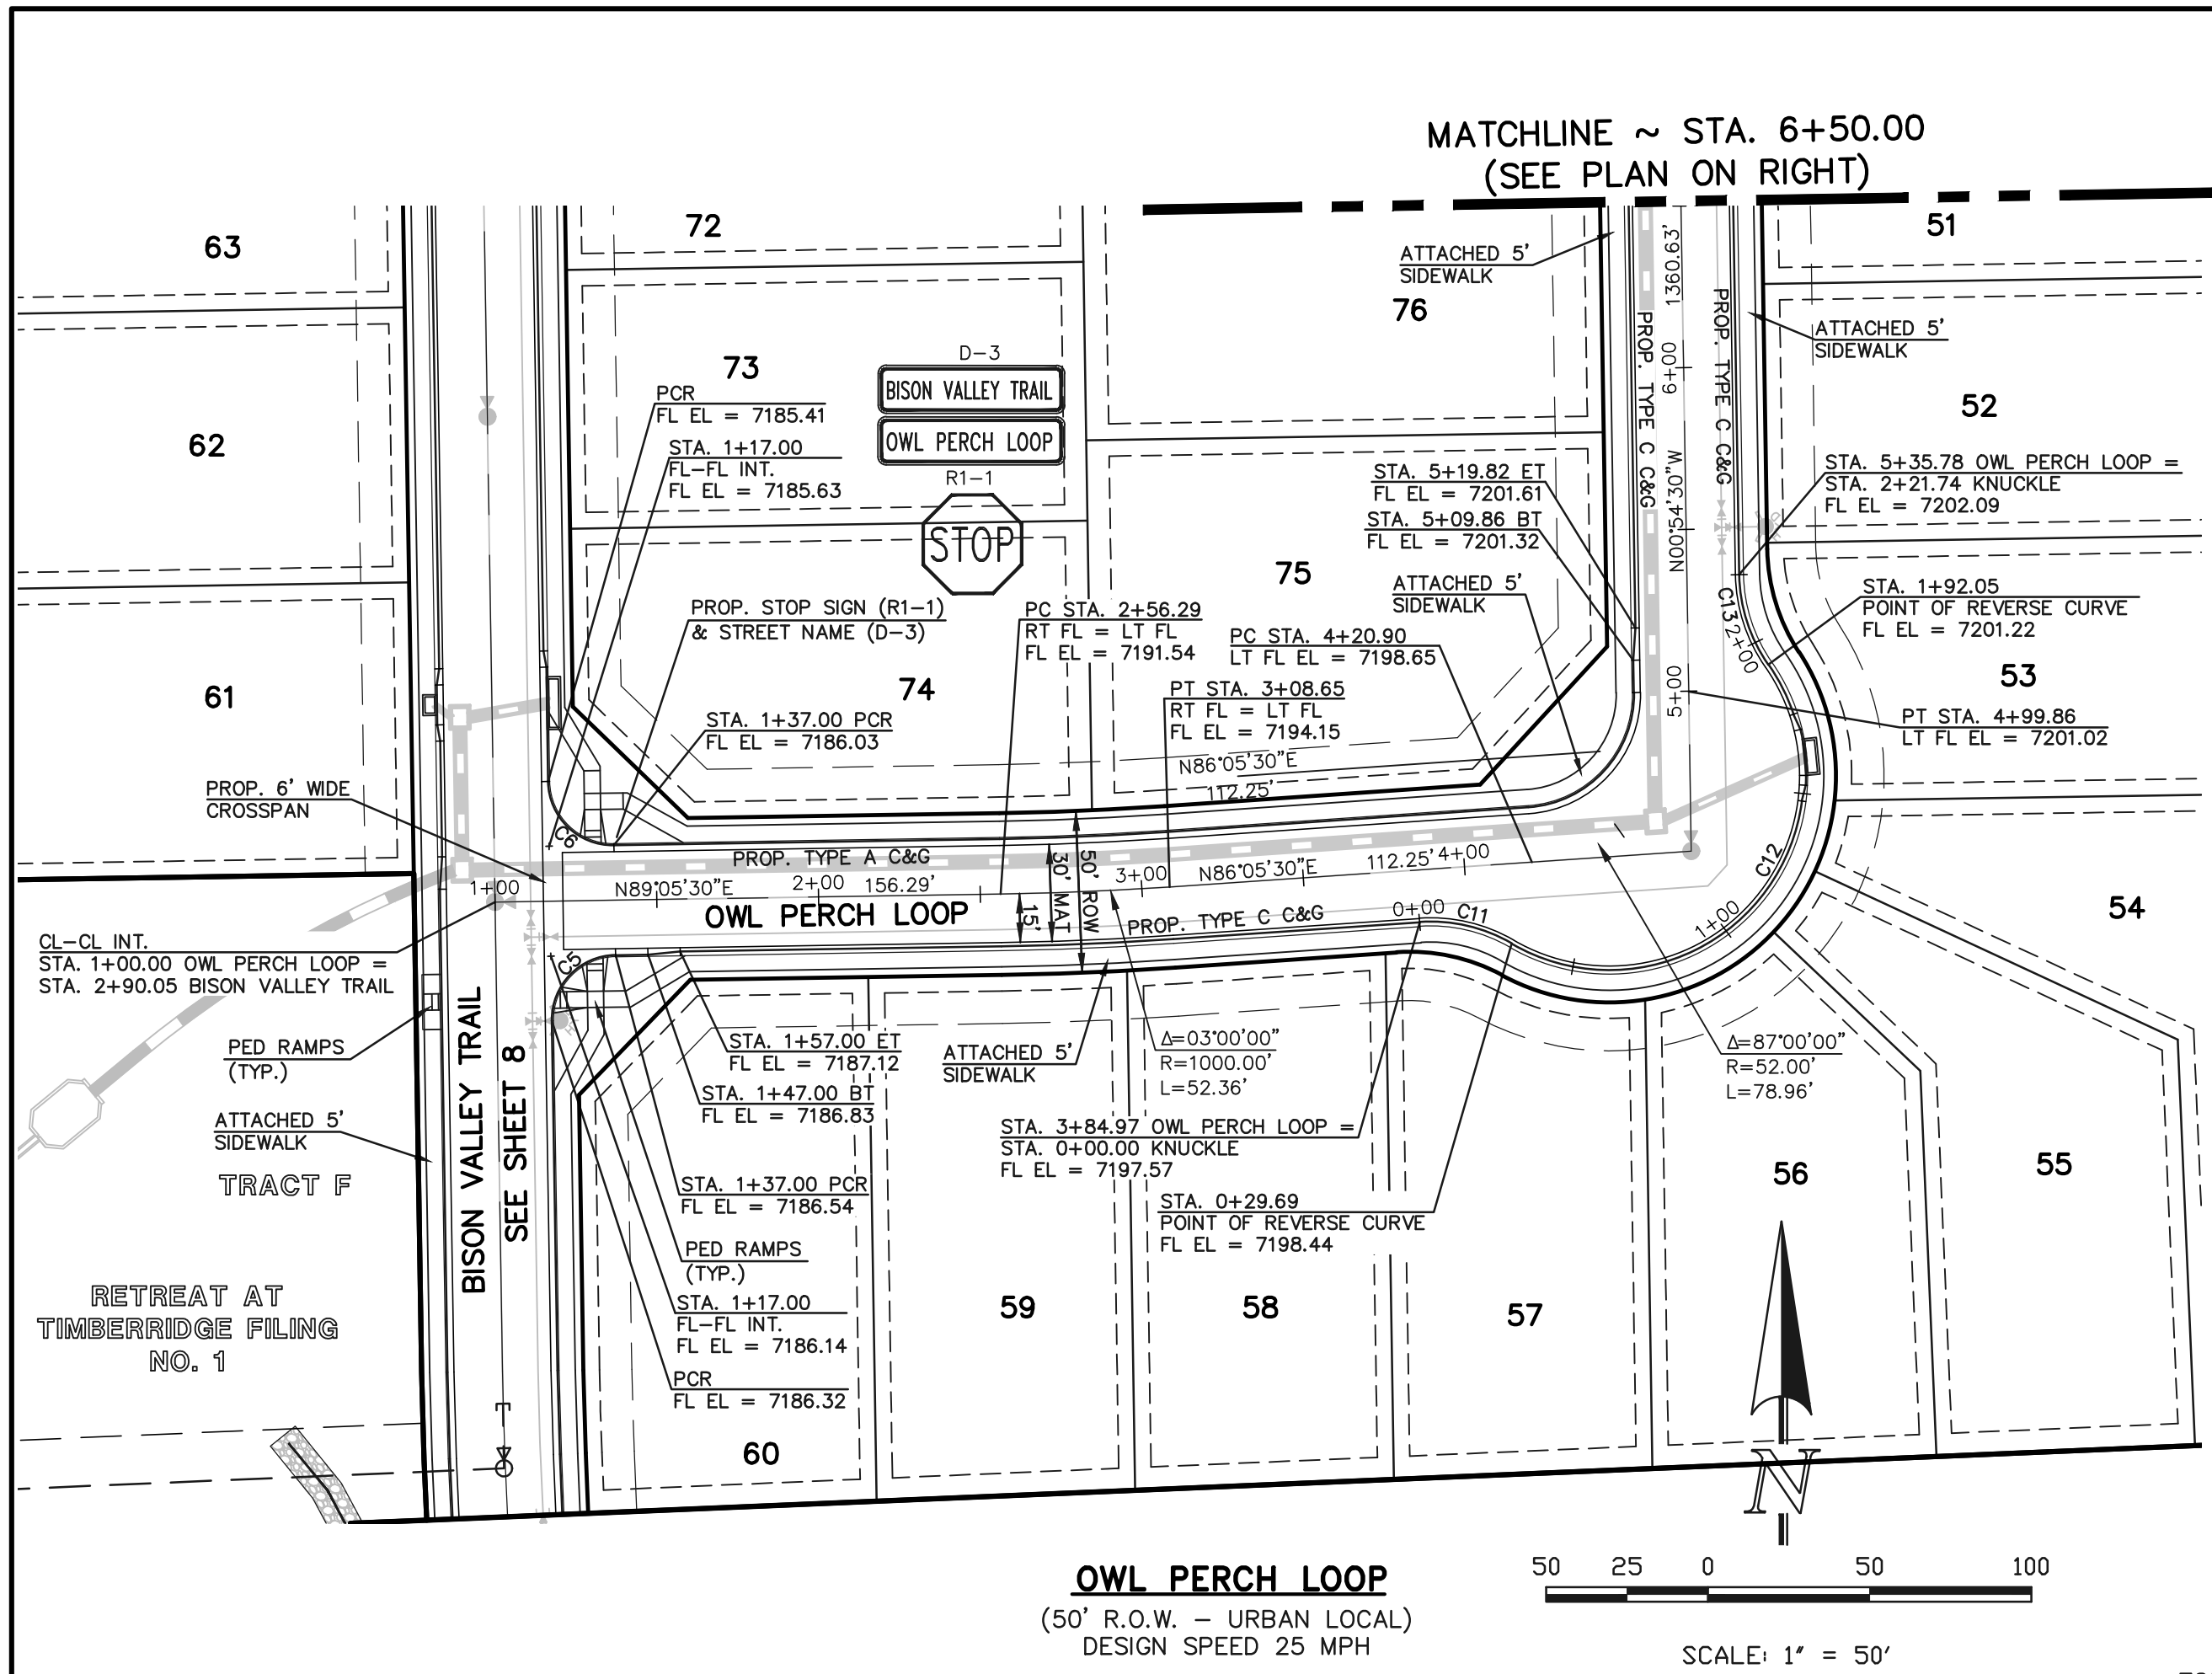 MATCHLINE ~ STA. 6+50.00
(SEE PLAN ON RIGHT)
63
72
51
ATTACHED 5'
SIDEWALK
1360.63'
76
PROP. TYPE C C&G
PROP. TYPE C C&G
ATTACHED 5'
SIDEWALK
73
D-3
BISON VALLEY TRAIL
OWL PERCH LOOP
R1-1
STOP
6+00
52
PCR
FL EL = 7185.41
62
STA. 1+17.00
FL-FL INT.
FL EL = 7185.63
STA. 5+19.82 ET
FL EL = 7201.61
STA. 5+09.86 BT
FL EL = 7201.32
N00°54'30"W
STA. 5+35.78 OWL PERCH LOOP =
STA. 2+21.74 KNUCKLE
FL EL = 7202.09
75
ATTACHED 5'
SIDEWALK
STA. 1+92.05
POINT OF REVERSE CURVE
FL EL = 7201.22
C13
2+00
PROP. STOP SIGN (R1-1)
& STREET NAME (D-3)
PC STA. 2+56.29
RT FL = LT FL
FL EL = 7191.54
PC STA. 4+20.90
LT FL EL = 7198.65
61
74
PT STA. 3+08.65
RT FL = LT FL
FL EL = 7194.15
5+00
53
STA. 1+37.00 PCR
FL EL = 7186.03
PT STA. 4+99.86
LT FL EL = 7201.02
N86°05'30"E
112.25'
PROP. 6' WIDE
CROSSPAN
C6
PROP. TYPE A C&G
1+00
N89°05'30"E
2+00
156.29'
30' MAT
50' ROW
3+00
N86°05'30"E
112.25'
4+00
C12
OWL PERCH LOOP
15'
PROP. TYPE C C&G
0+00
C11
1+00
54
CL-CL INT.
STA. 1+00.00 OWL PERCH LOOP =
STA. 2+90.05 BISON VALLEY TRAIL
C5
BISON VALLEY TRAIL
SEE SHEET 8
PED RAMPS
(TYP.)
STA. 1+57.00 ET
FL EL = 7187.12
ATTACHED 5'
SIDEWALK
Δ=03°00'00"
R=1000.00'
L=52.36'
Δ=87°00'00"
R=52.00'
L=78.96'
STA. 1+47.00 BT
FL EL = 7186.83
ATTACHED 5'
SIDEWALK
STA. 3+84.97 OWL PERCH LOOP =
STA. 0+00.00 KNUCKLE
FL EL = 7197.57
TRACT F
STA. 1+37.00 PCR
FL EL = 7186.54
56
55
STA. 0+29.69
POINT OF REVERSE CURVE
FL EL = 7198.44
PED RAMPS
(TYP.)
RETREAT AT
TIMBERRIDGE FILING
NO. 1
STA. 1+17.00
FL-FL INT.
FL EL = 7186.14
59
58
57
PCR
FL EL = 7186.32
60
N
OWL PERCH LOOP
(50' R.O.W. - URBAN LOCAL)
DESIGN SPEED 25 MPH
50 25 0 50 100
SCALE: 1" = 50'